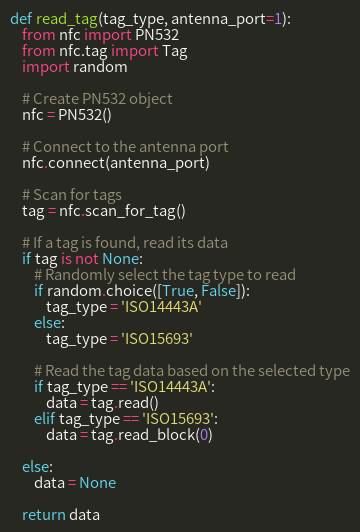 def read_tag(tag_type, antenna_port=1):
    from nfc import PN532
    from nfc.tag import Tag
    import random

    # Create PN532 object
    nfc = PN532()

    # Connect to the antenna port
    nfc.connect(antenna_port)

    # Scan for tags
    tag = nfc.scan_for_tag()

    # If a tag is found, read its data
    if tag is not None:
        # Randomly select the tag type to read
        if random.choice([True, False]):
            tag_type = 'ISO14443A'
        else:
            tag_type = 'ISO15693'

        # Read the tag data based on the selected type
        if tag_type == 'ISO14443A':
            data = tag.read()
        elif tag_type == 'ISO15693':
            data = tag.read_block(0)

    else:
        data = None

    return data